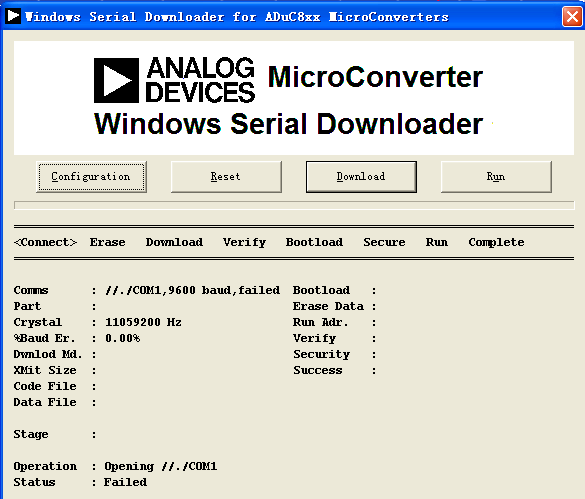 Windows Serial Downloader for ADuC8xx MicroConverters
ANALOG DEVICES MicroConverter
Windows Serial Downloader
Configuration Reset Download Run
<Connect> Erase Download Verify Bootload Secure Run Complete
Comms : //./COM1,9600 baud,failed Bootload :
Part : Erase Data :
Crystal : 11059200 Hz Run Adr. :
%Baud Er. : 0.00% Verify :
Dwnlod Md. : Security :
XMit Size : Success :
Code File :
Data File :
Stage :
Operation : Opening //./COM1
Status : Failed